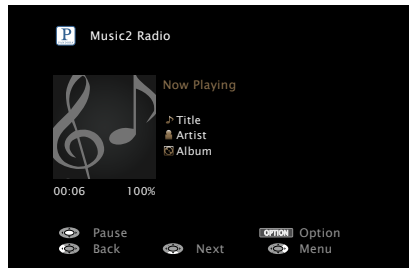 P Music2 Radio
Now Playing
Title
Artist
Album
00:06 100%
Pause OPTION Option
Back Next Menu